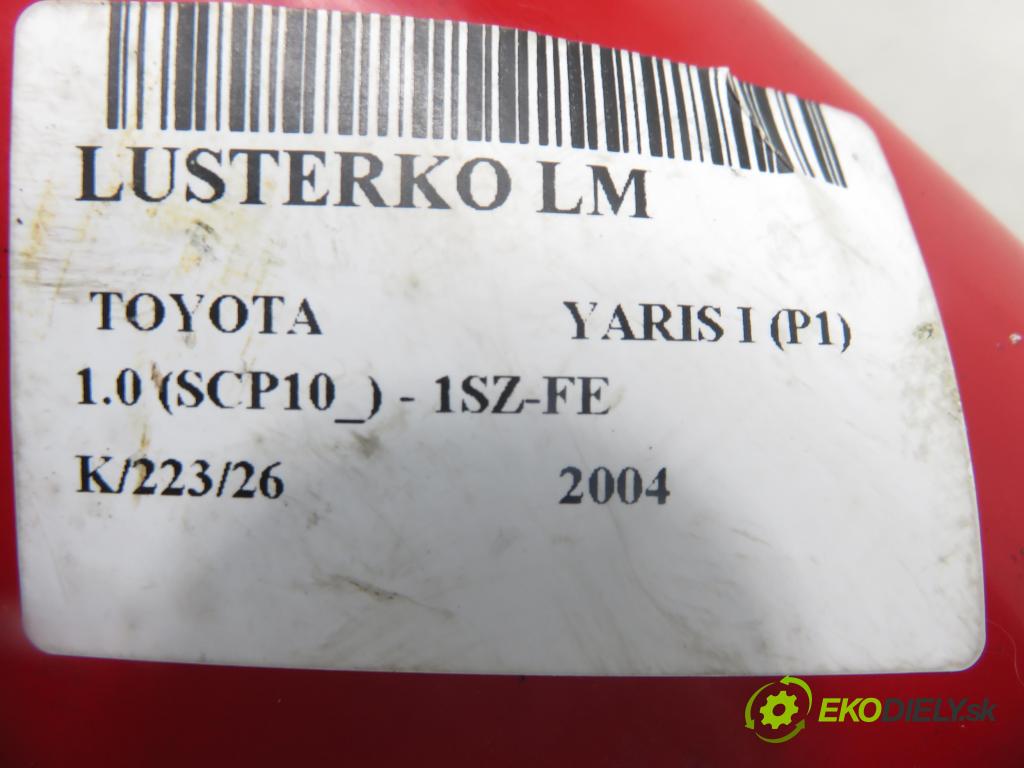 LUSTERKO LM
TOYOTA YARIS I (P1)
1.0 (SCP10_) - 1SZ-FE
K/223/26 2004
EKODIELY.sk